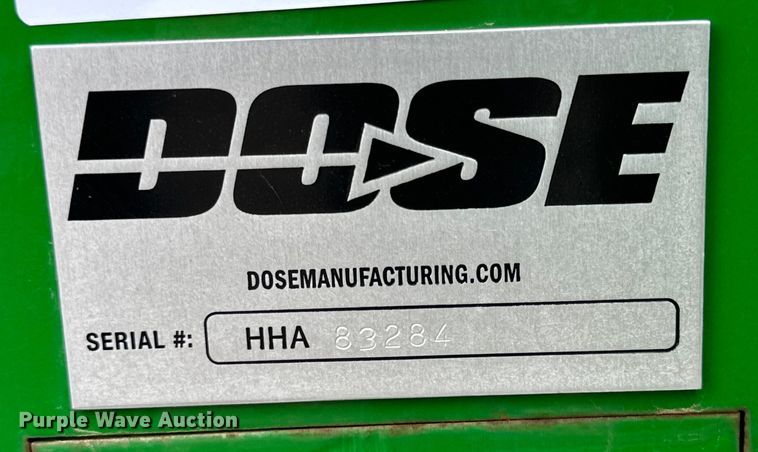 DOSE
DOSEMANUFACTURING.COM
SERIAL #: HHA 83284
Purple Wave Auction